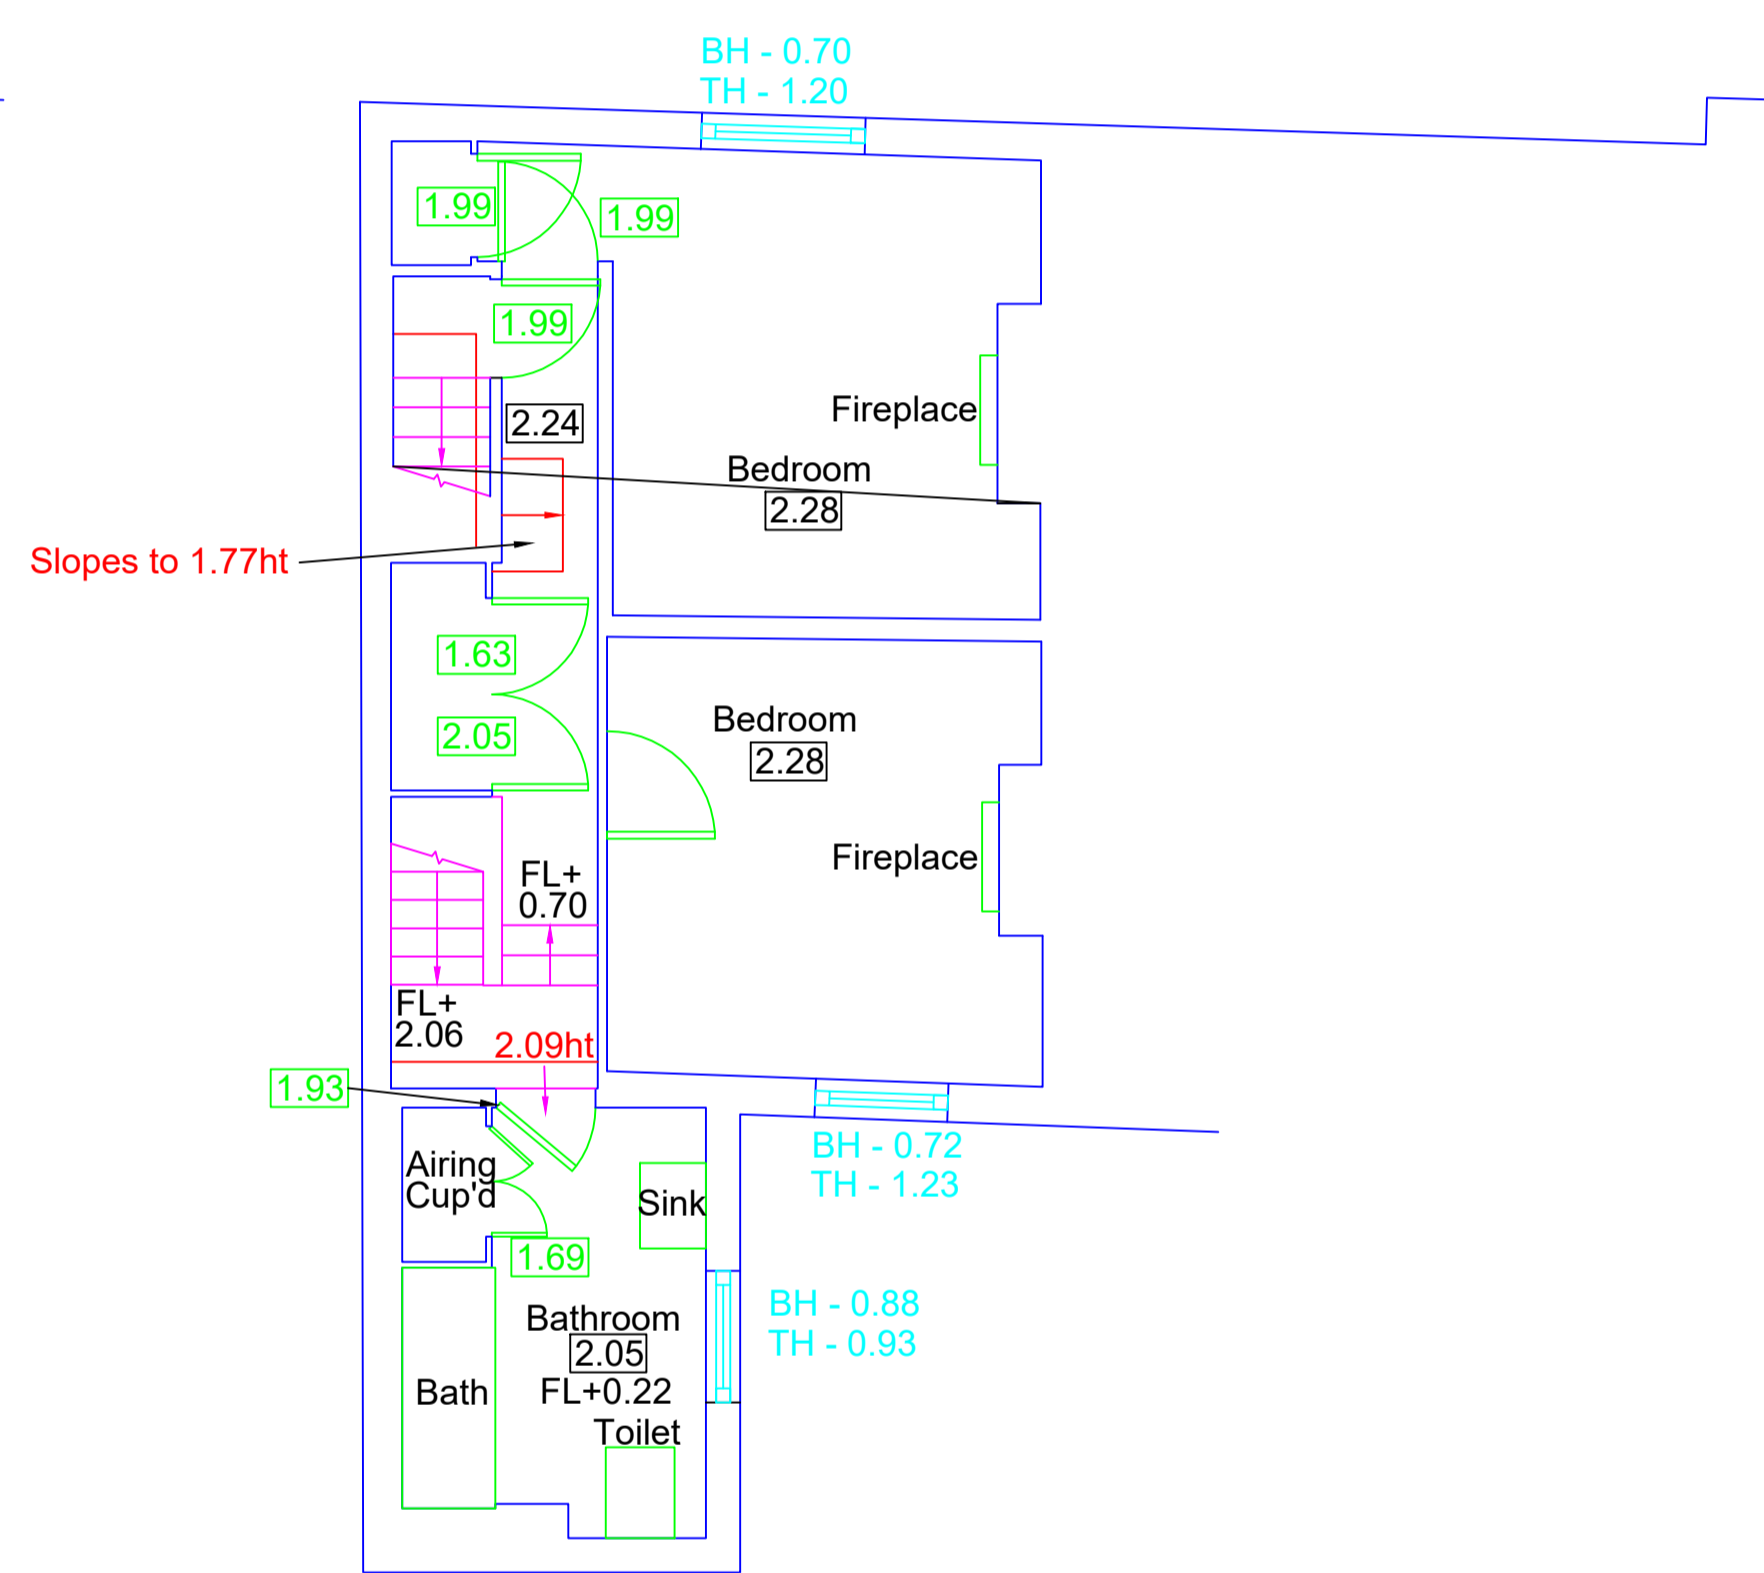 BH - 0.70
TH - 1.20
1.99
1.99
1.99
2.24
Fireplace
Bedroom
2.28
Slopes to 1.77ht
1.63
2.05
Bedroom
2.28
Fireplace
FL+
0.70
FL+
2.06
2.09ht
1.93
BH - 0.72
TH - 1.23
Airing
Cup'd
Sink
1.69
BH - 0.88
TH - 0.93
Bathroom
2.05
FL+0.22
Bath
Toilet